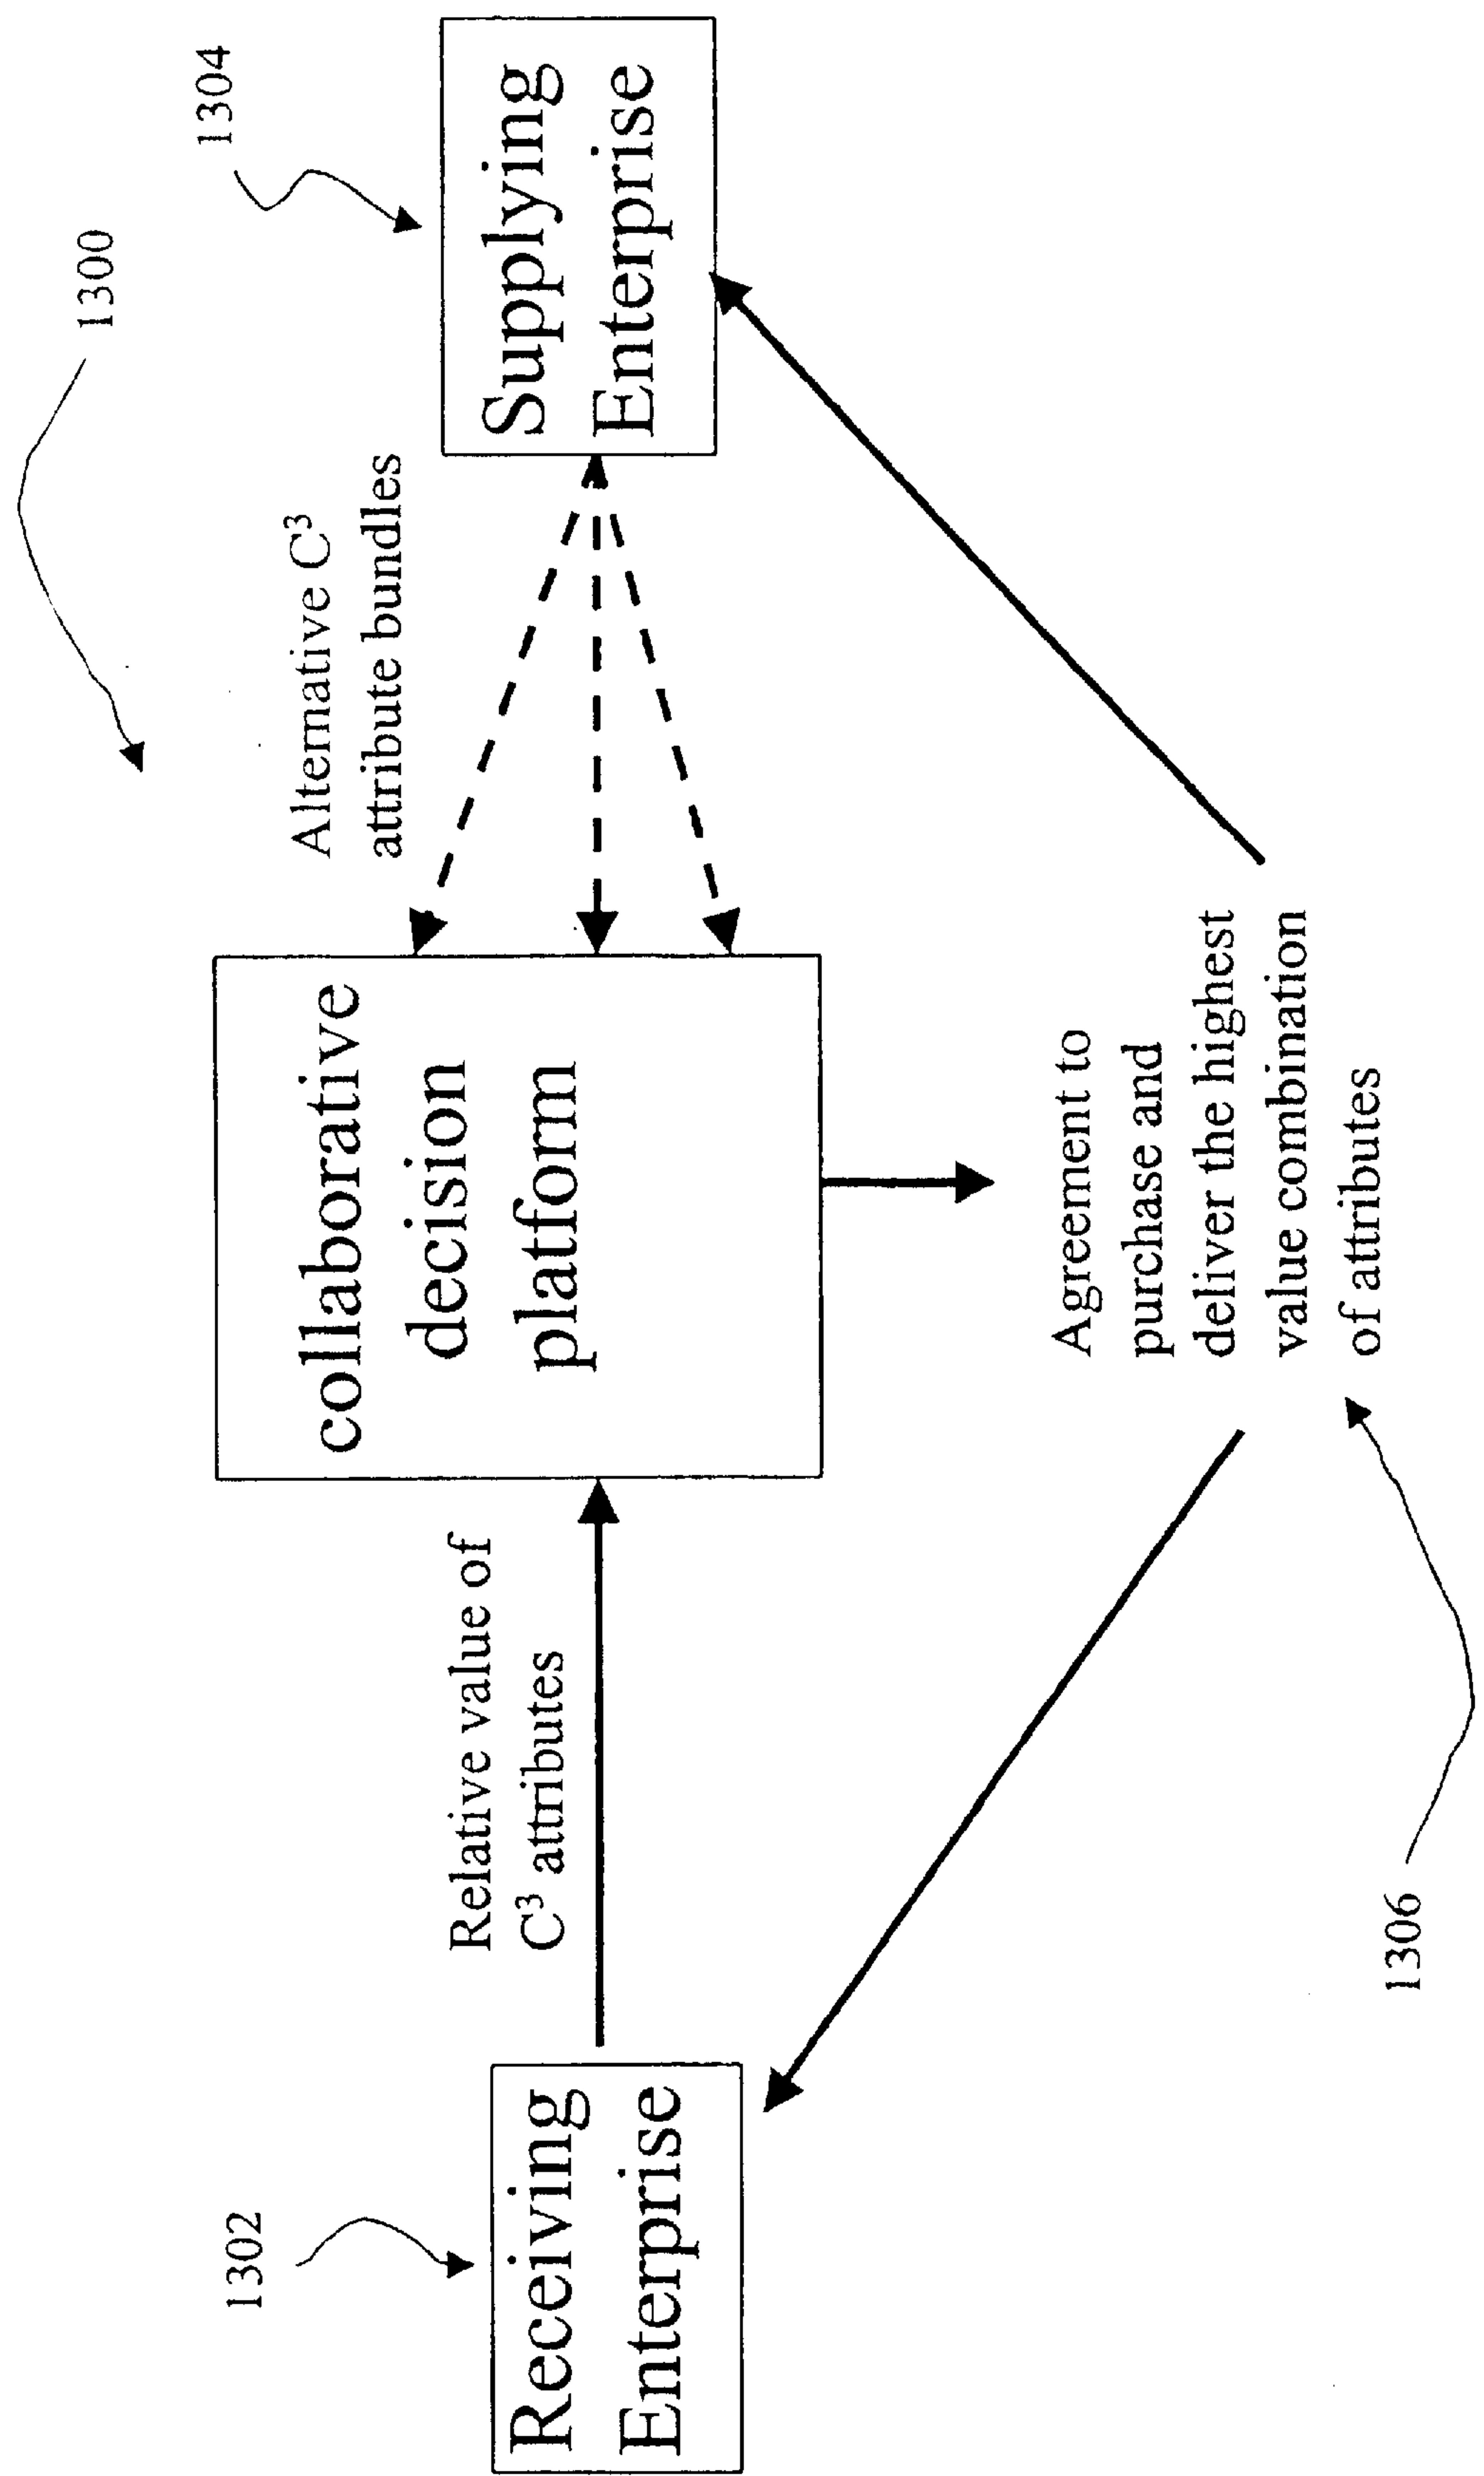 1300
1304
Alternative C³
attribute bundles
Supplying
Enterprise
collaborative
decision
platform
Relative value of
C³ attributes
1302
Receiving
Enterprise
Agreement to
purchase and
deliver the highest
value combination
of attributes
1306